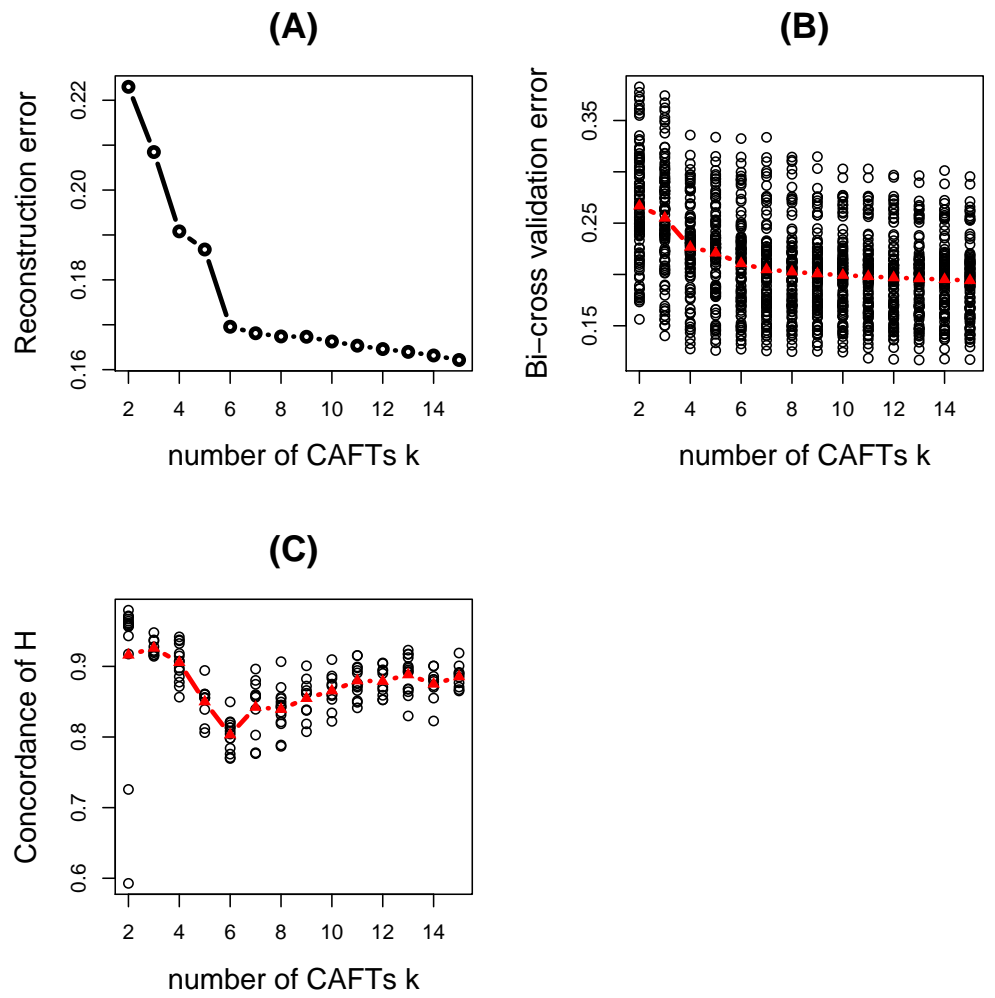 (A)
Reconstruction error
0.22
0.20
0.18
0.16
2 4 6 8 10 12 14
number of CAFTs k
(B)
Bi−cross validation error
0.35
0.25
0.15
2 4 6 8 10 12 14
number of CAFTs k
(C)
Concordance of H
0.9
0.8
0.7
0.6
2 4 6 8 10 12 14
number of CAFTs k